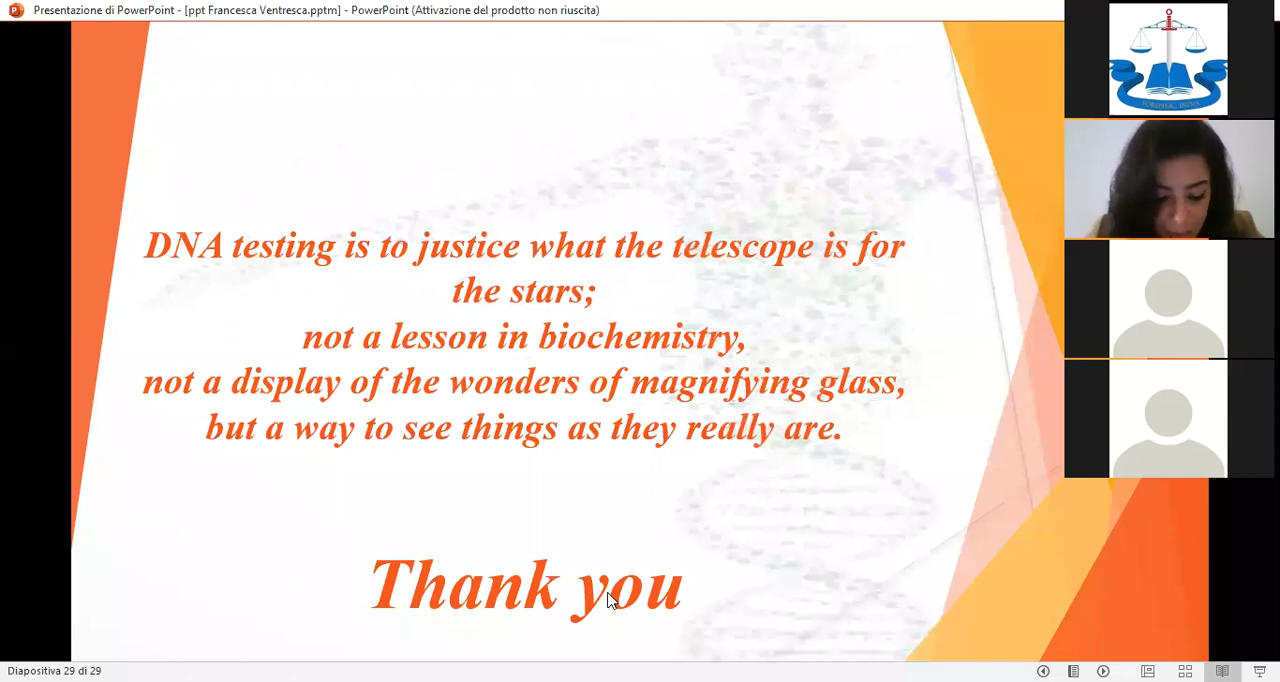 Presentazione di PowerPoint - [ppt Francesca Ventresca.pptm] - PowerPoint (Attivazione del prodotto non riuscita)
DNA testing is to justice what the telescope is for
the stars;
not a lesson in biochemistry,
not a display of the wonders of magnifying glass,
but a way to see things as they really are.
Thank you
Diapositiva 29 di 29